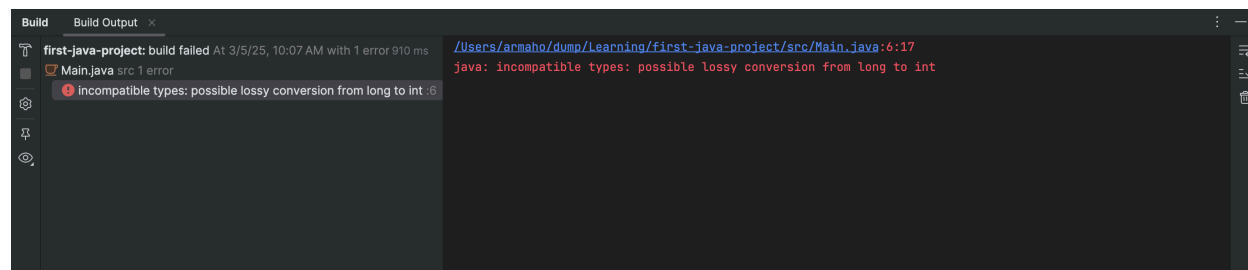 Build Build Output ×
first-java-project: build failed At 3/5/25, 10:07 AM with 1 error 910 ms
Main.java src 1 error
incompatible types: possible lossy conversion from long to int :6
/Users/armaho/dump/Learning/first-java-project/src/Main.java:6:17
java: incompatible types: possible lossy conversion from long to int